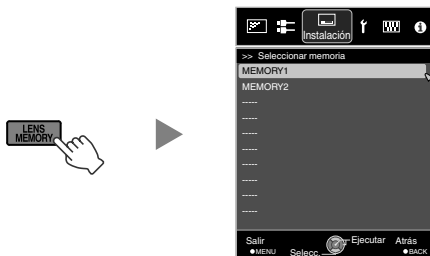 LENS
MEMORY
Instalación
>> Seleccionar memoria
MEMORY1
MEMORY2
-----
-----
-----
-----
-----
-----
-----
-----
Salir
Ejecutar
Atrás
●MENU
Selecc.
●BACK